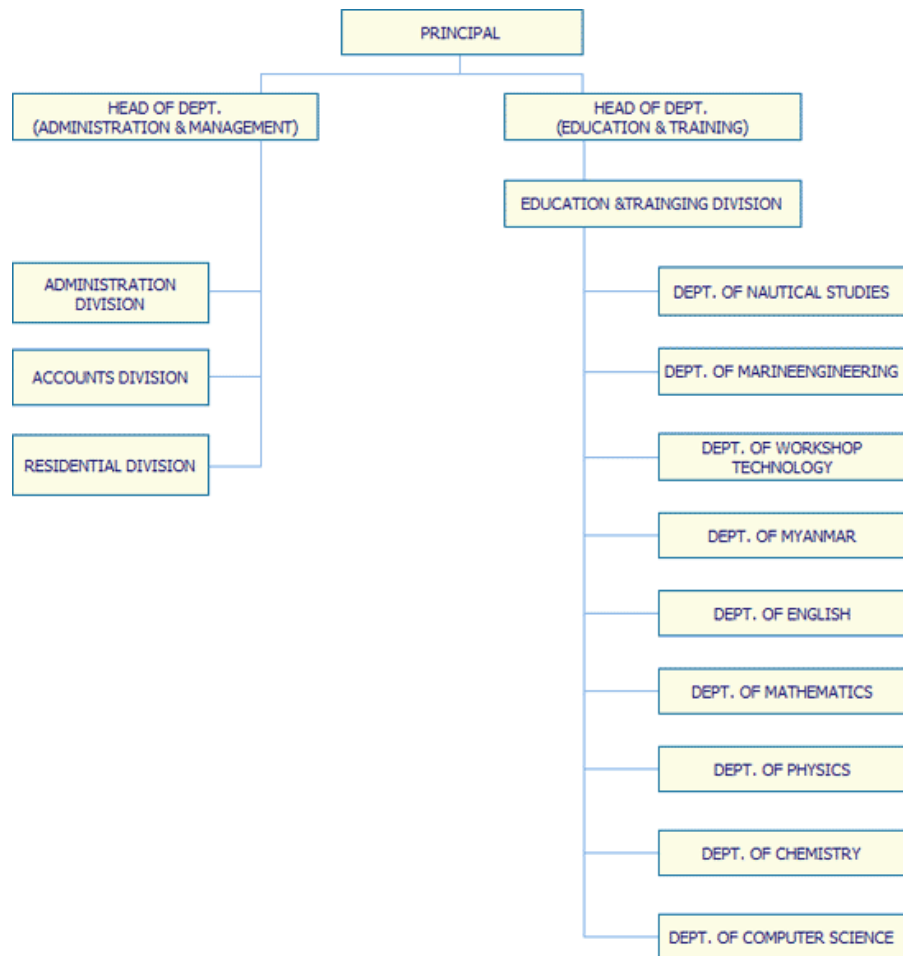 PRINCIPAL
HEAD OF DEPT.
(ADMINISTRATION & MANAGEMENT)
HEAD OF DEPT.
(EDUCATION & TRAINING)
EDUCATION &TRAINGING DIVISION
ADMINISTRATION
DIVISION
ACCOUNTS DIVISION
RESIDENTIAL DIVISION
DEPT. OF NAUTICAL STUDIES
DEPT. OF MARINEENGINEERING
DEPT. OF WORKSHOP
TECHNOLOGY
DEPT. OF MYANMAR
DEPT. OF ENGLISH
DEPT. OF MATHEMATICS
DEPT. OF PHYSICS
DEPT. OF CHEMISTRY
DEPT. OF COMPUTER SCIENCE